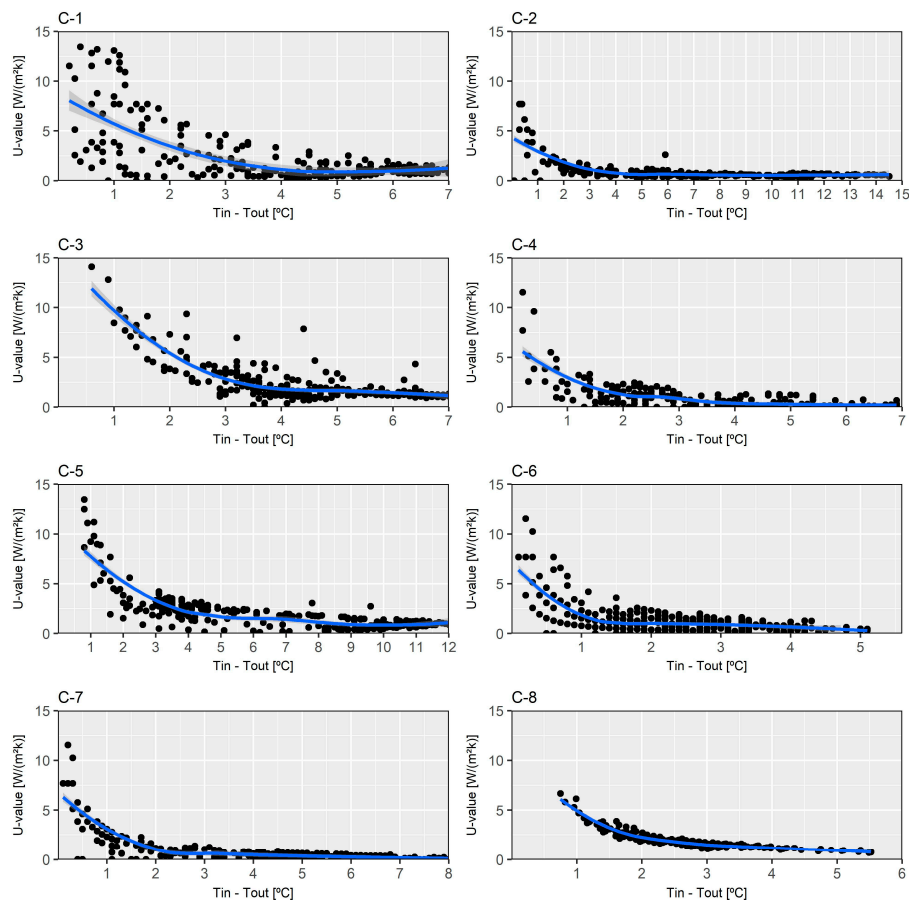 C-1
U-value [W/(m²k)]
15
10
5
0
1 2 3 4 5 6 7
Tin - Tout [ºC]
C-2
U-value [W/(m²k)]
15
10
5
0
1 2 3 4 5 6 7 8 9 10 11 12 13 14 15
Tin - Tout [ºC]
C-3
U-value [W/(m²k)]
15
10
5
0
1 2 3 4 5 6 7
Tin - Tout [ºC]
C-4
U-value [W/(m²k)]
15
10
5
0
1 2 3 4 5 6 7
Tin - Tout [ºC]
C-5
U-value [W/(m²k)]
15
10
5
0
1 2 3 4 5 6 7 8 9 10 11 12
Tin - Tout [ºC]
C-6
U-value [W/(m²k)]
15
10
5
0
1 2 3 4 5
Tin - Tout [ºC]
C-7
U-value [W/(m²k)]
15
10
5
0
1 2 3 4 5 6 7 8
Tin - Tout [ºC]
C-8
U-value [W/(m²k)]
15
10
5
0
1 2 3 4 5 6
Tin - Tout [ºC]